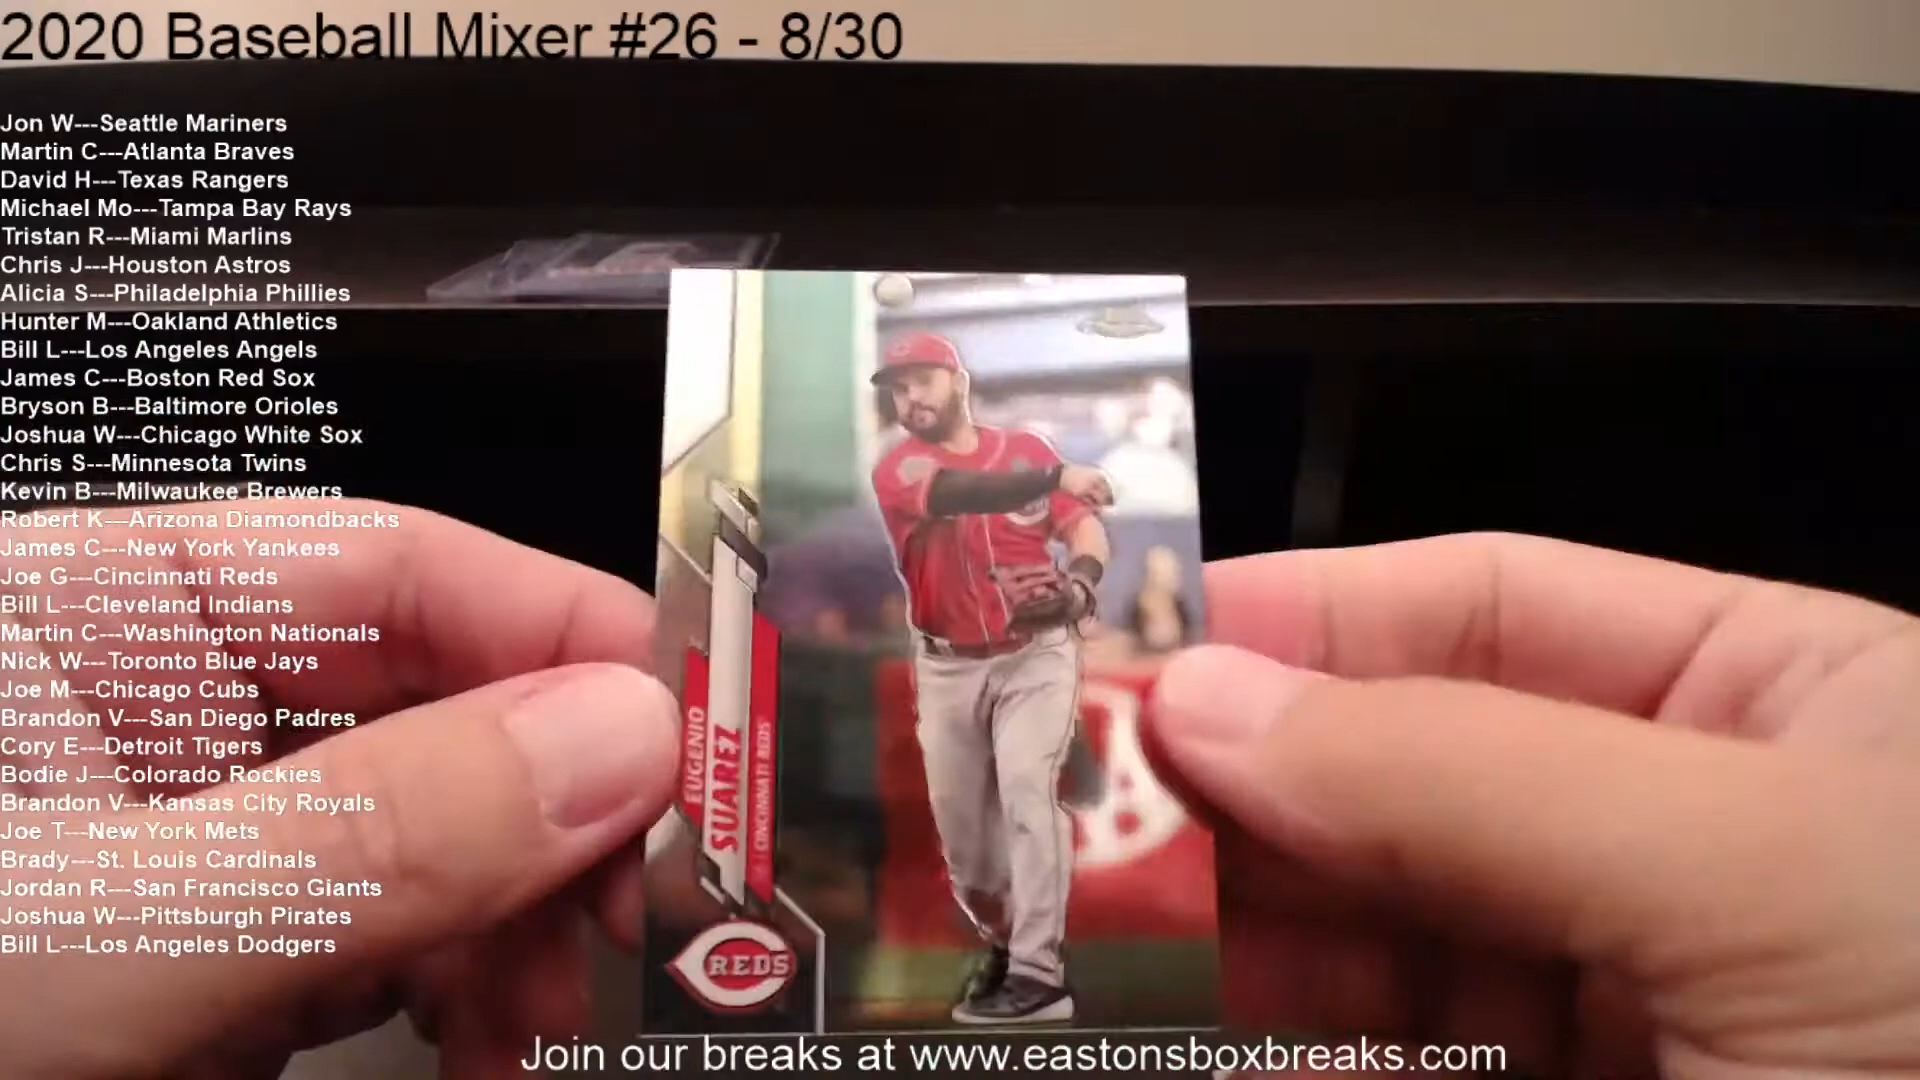 2020 Baseball Mixer #26 - 8/30
Jon W---Seattle Mariners
Martin C---Atlanta Braves
David H---Texas Rangers
Michael Mo---Tampa Bay Rays
Tristan R---Miami Marlins
Chris J---Houston Astros
Alicia S---Philadelphia Phillies
Hunter M---Oakland Athletics
Bill L---Los Angeles Angels
James C---Boston Red Sox
Bryson B---Baltimore Orioles
Joshua W---Chicago White Sox
Chris S---Minnesota Twins
Kevin B---Milwaukee Brewers
Robert K---Arizona Diamondbacks
James C---New York Yankees
Joe G---Cincinnati Reds
Bill L---Cleveland Indians
Martin C---Washington Nationals
Nick W---Toronto Blue Jays
Joe M---Chicago Cubs
Brandon V---San Diego Padres
Cory E---Detroit Tigers
Bodie J---Colorado Rockies
Brandon V---Kansas City Royals
Joe T---New York Mets
Brady---St. Louis Cardinals
Jordan R---San Francisco Giants
Joshua W---Pittsburgh Pirates
Bill L---Los Angeles Dodgers
EUGENIO
SUAREZ
CINCINNATI REDS
REDS
Join our breaks at www.eastonsboxbreaks.com